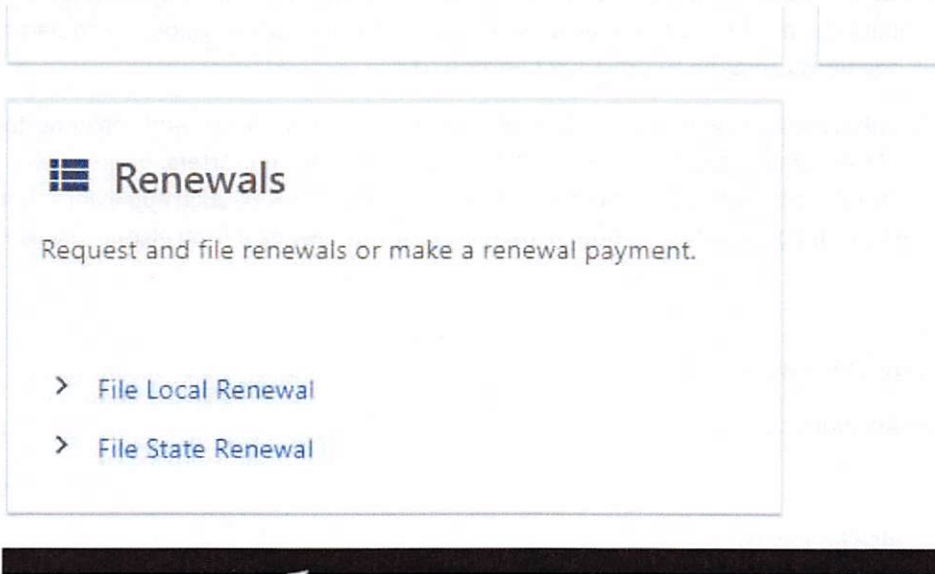 Renewals
Request and file renewals or make a renewal payment.
> File Local Renewal
> File State Renewal